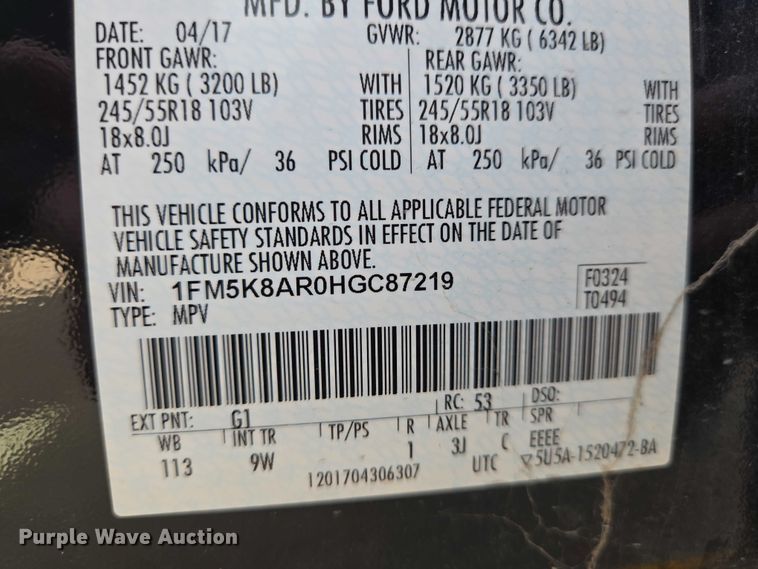 MFD. BY FORD MOTOR CO.
DATE: 04/17 GVWR: 2877 KG ( 6342 LB)
FRONT GAWR: REAR GAWR:
1452 KG ( 3200 LB) WITH 1520 KG ( 3350 LB) WITH
245/55R18 103V TIRES 245/55R18 103V TIRES
18x8.0J RIMS 18x8.0J RIMS
AT 250 kPa/ 36 PSI COLD AT 250 kPa/ 36 PSI COLD
THIS VEHICLE CONFORMS TO ALL APPLICABLE FEDERAL MOTOR
VEHICLE SAFETY STANDARDS IN EFFECT ON THE DATE OF
MANUFACTURE SHOWN ABOVE.
VIN: 1FM5K8AR0HGC87219 F0324
TYPE: MPV T0494
EXT PNT: G1 RC: 53 DSO:
WB INT TR TP/PS R AXLE TR SPR
113 9W 1 3J C EEEE
1201704306307 UTC ▽5U5A-1520472-BA
Purple Wave Auction